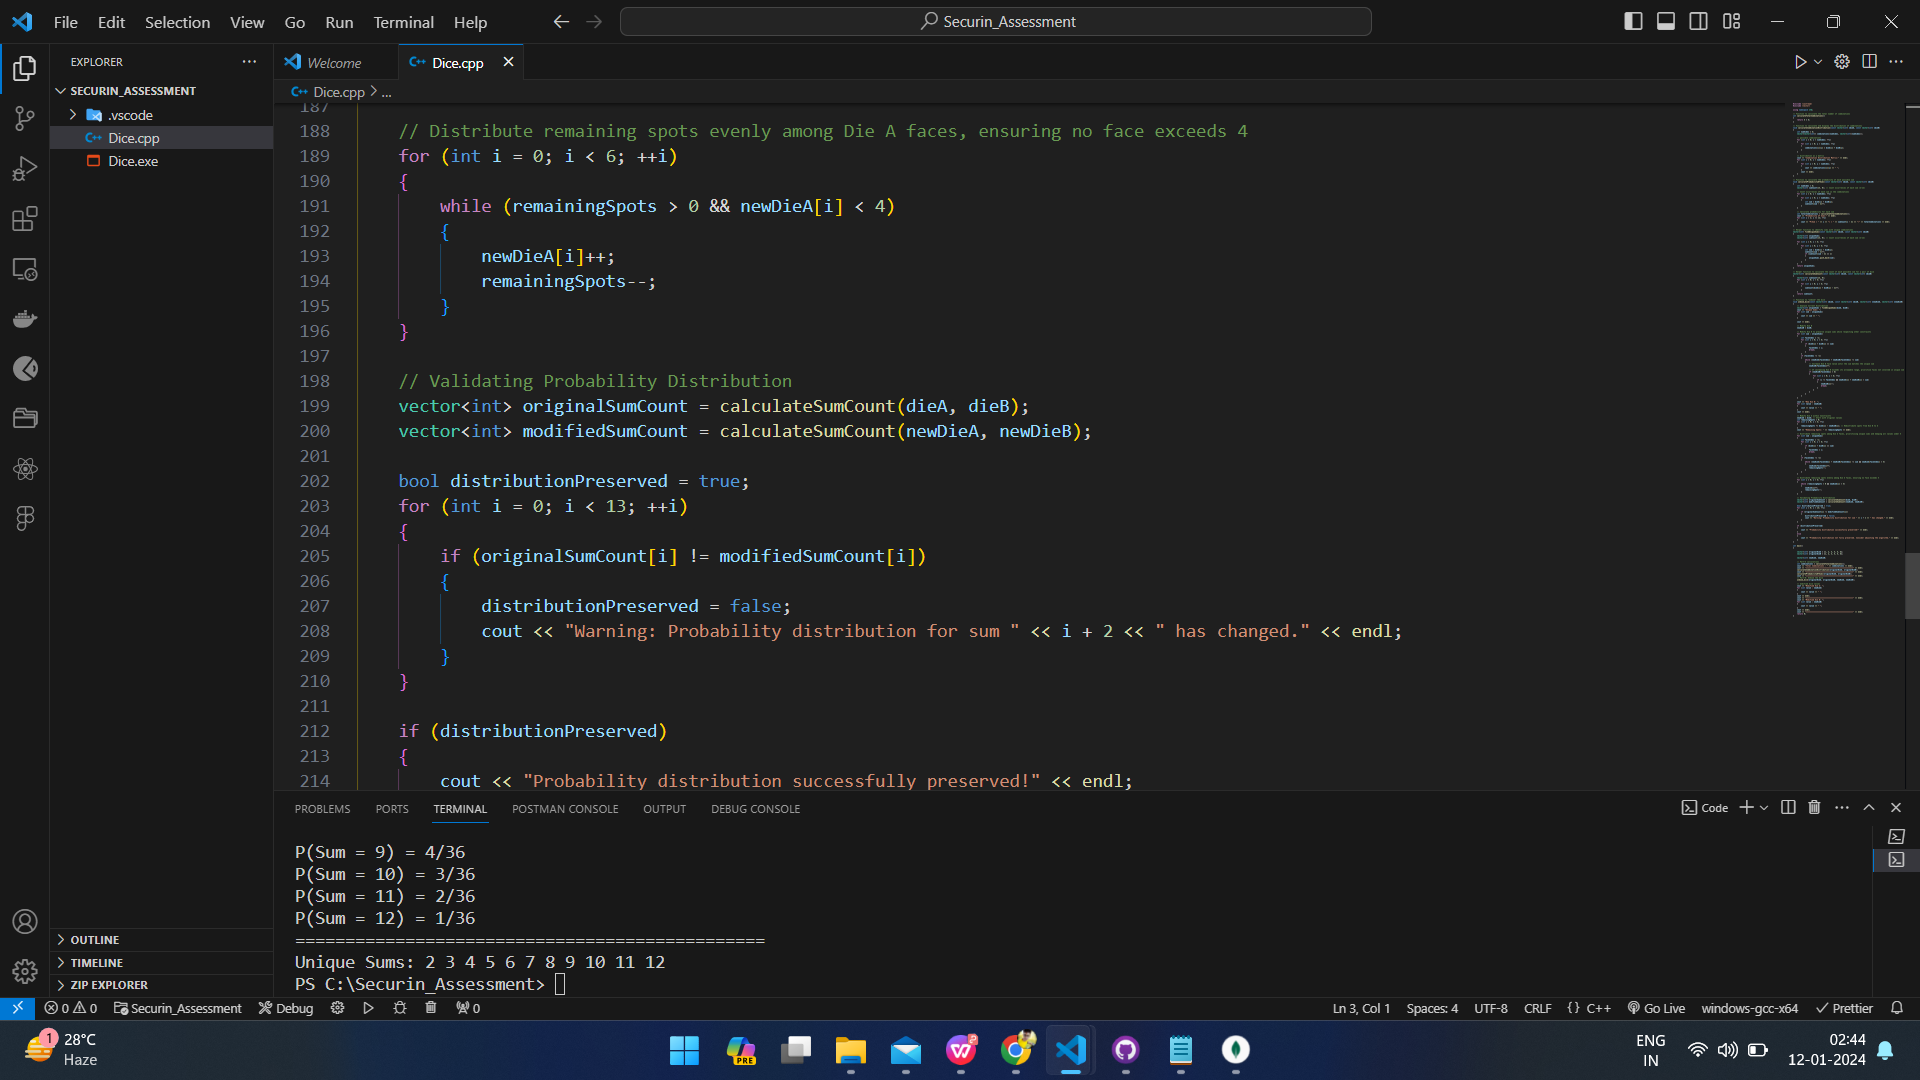 File Edit Selection View Go Run Terminal Help
Securin_Assessment
EXPLORER
SECURIN_ASSESSMENT
.vscode
Dice.cpp
Dice.exe
OUTLINE
TIMELINE
ZIP EXPLORER
Welcome
Dice.cpp
Dice.cpp > ...
187
188 // Distribute remaining spots evenly among Die A faces, ensuring no face exceeds 4
189 for (int i = 0; i < 6; ++i)
190 {
191 while (remainingSpots > 0 && newDieA[i] < 4)
192 {
193 newDieA[i]++;
194 remainingSpots--;
195 }
196 }
197
198 // Validating Probability Distribution
199 vector<int> originalSumCount = calculateSumCount(dieA, dieB);
200 vector<int> modifiedSumCount = calculateSumCount(newDieA, newDieB);
201
202 bool distributionPreserved = true;
203 for (int i = 0; i < 13; ++i)
204 {
205 if (originalSumCount[i] != modifiedSumCount[i])
206 {
207 distributionPreserved = false;
208 cout << "Warning: Probability distribution for sum " << i + 2 << " has changed." << endl;
209 }
210 }
211
212 if (distributionPreserved)
213 {
214 cout << "Probability distribution successfully preserved!" << endl;
PROBLEMS PORTS TERMINAL POSTMAN CONSOLE OUTPUT DEBUG CONSOLE
Code
P(Sum = 9) = 4/36
P(Sum = 10) = 3/36
P(Sum = 11) = 2/36
P(Sum = 12) = 1/36
===============================================
Unique Sums: 2 3 4 5 6 7 8 9 10 11 12
PS C:\Securin_Assessment>
0 0 Securin_Assessment Debug 0
Ln 3, Col 1 Spaces: 4 UTF-8 CRLF {} C++ Go Live windows-gcc-x64 Prettier
1
28°C
Haze
PRE
ENG
IN
02:44
12-01-2024